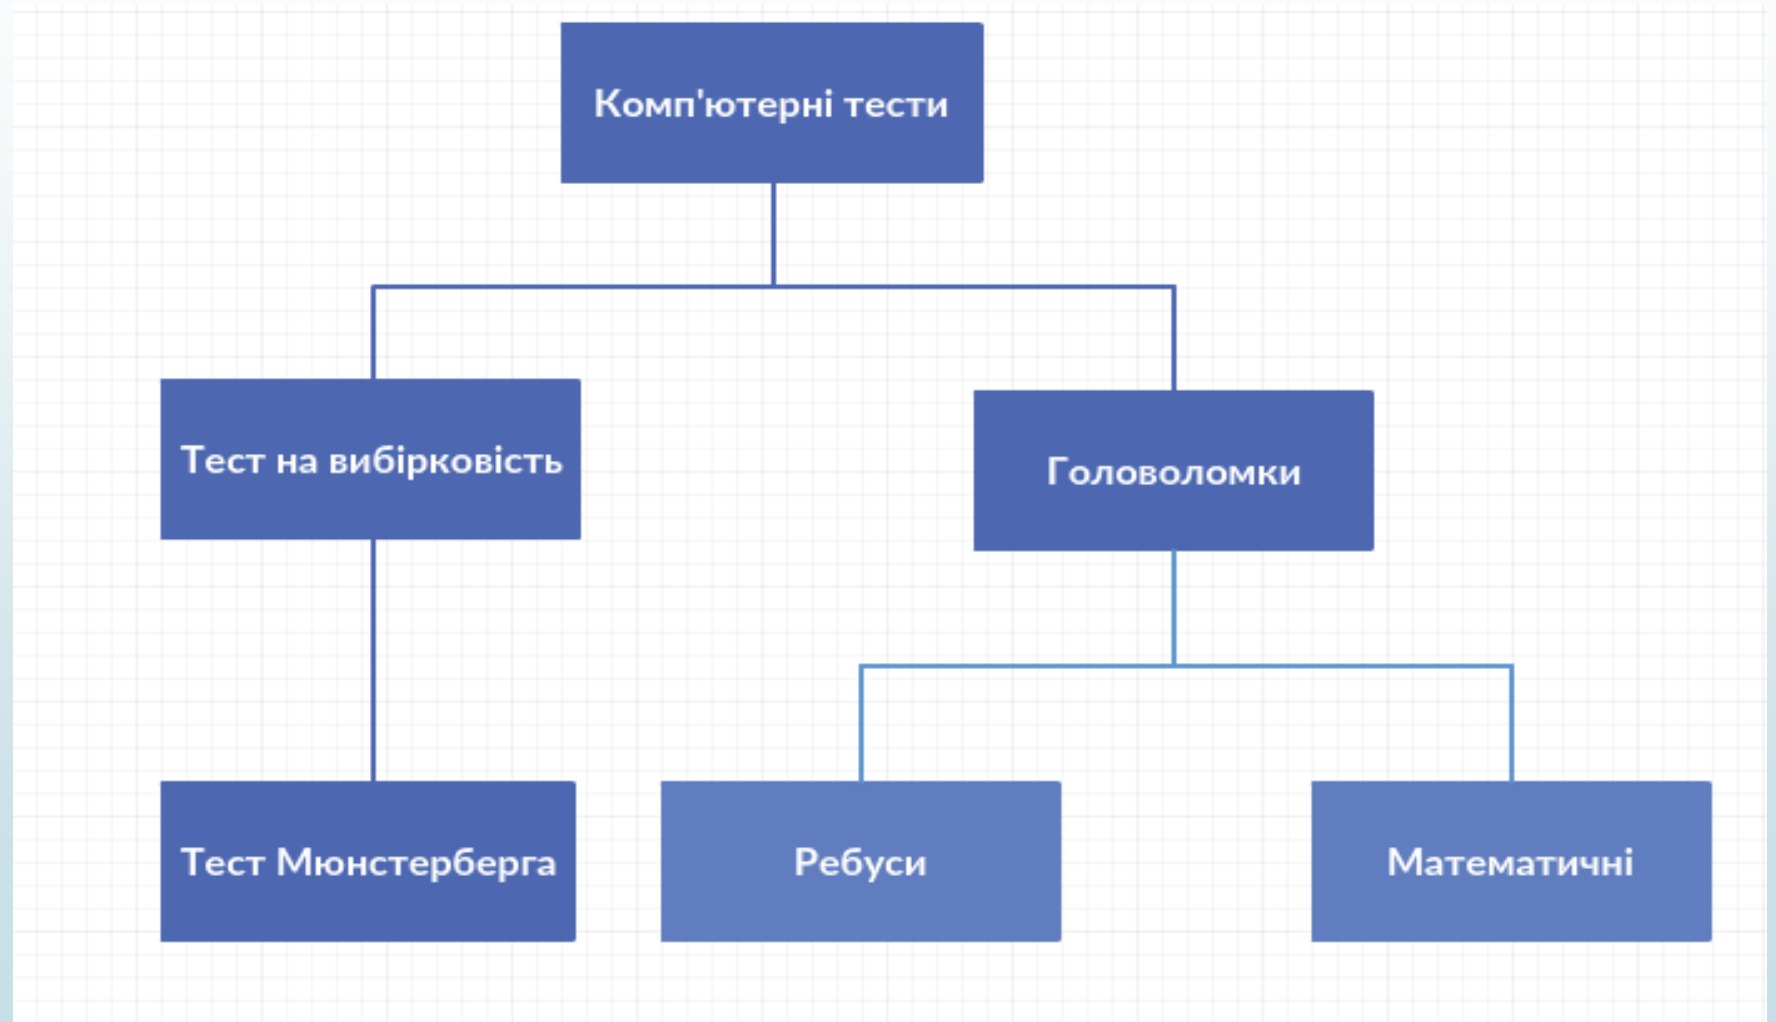 Комп'ютерні тести
Тест на вибірковість
Головоломки
Тест Мюнстерберга
Ребуси
Математичні